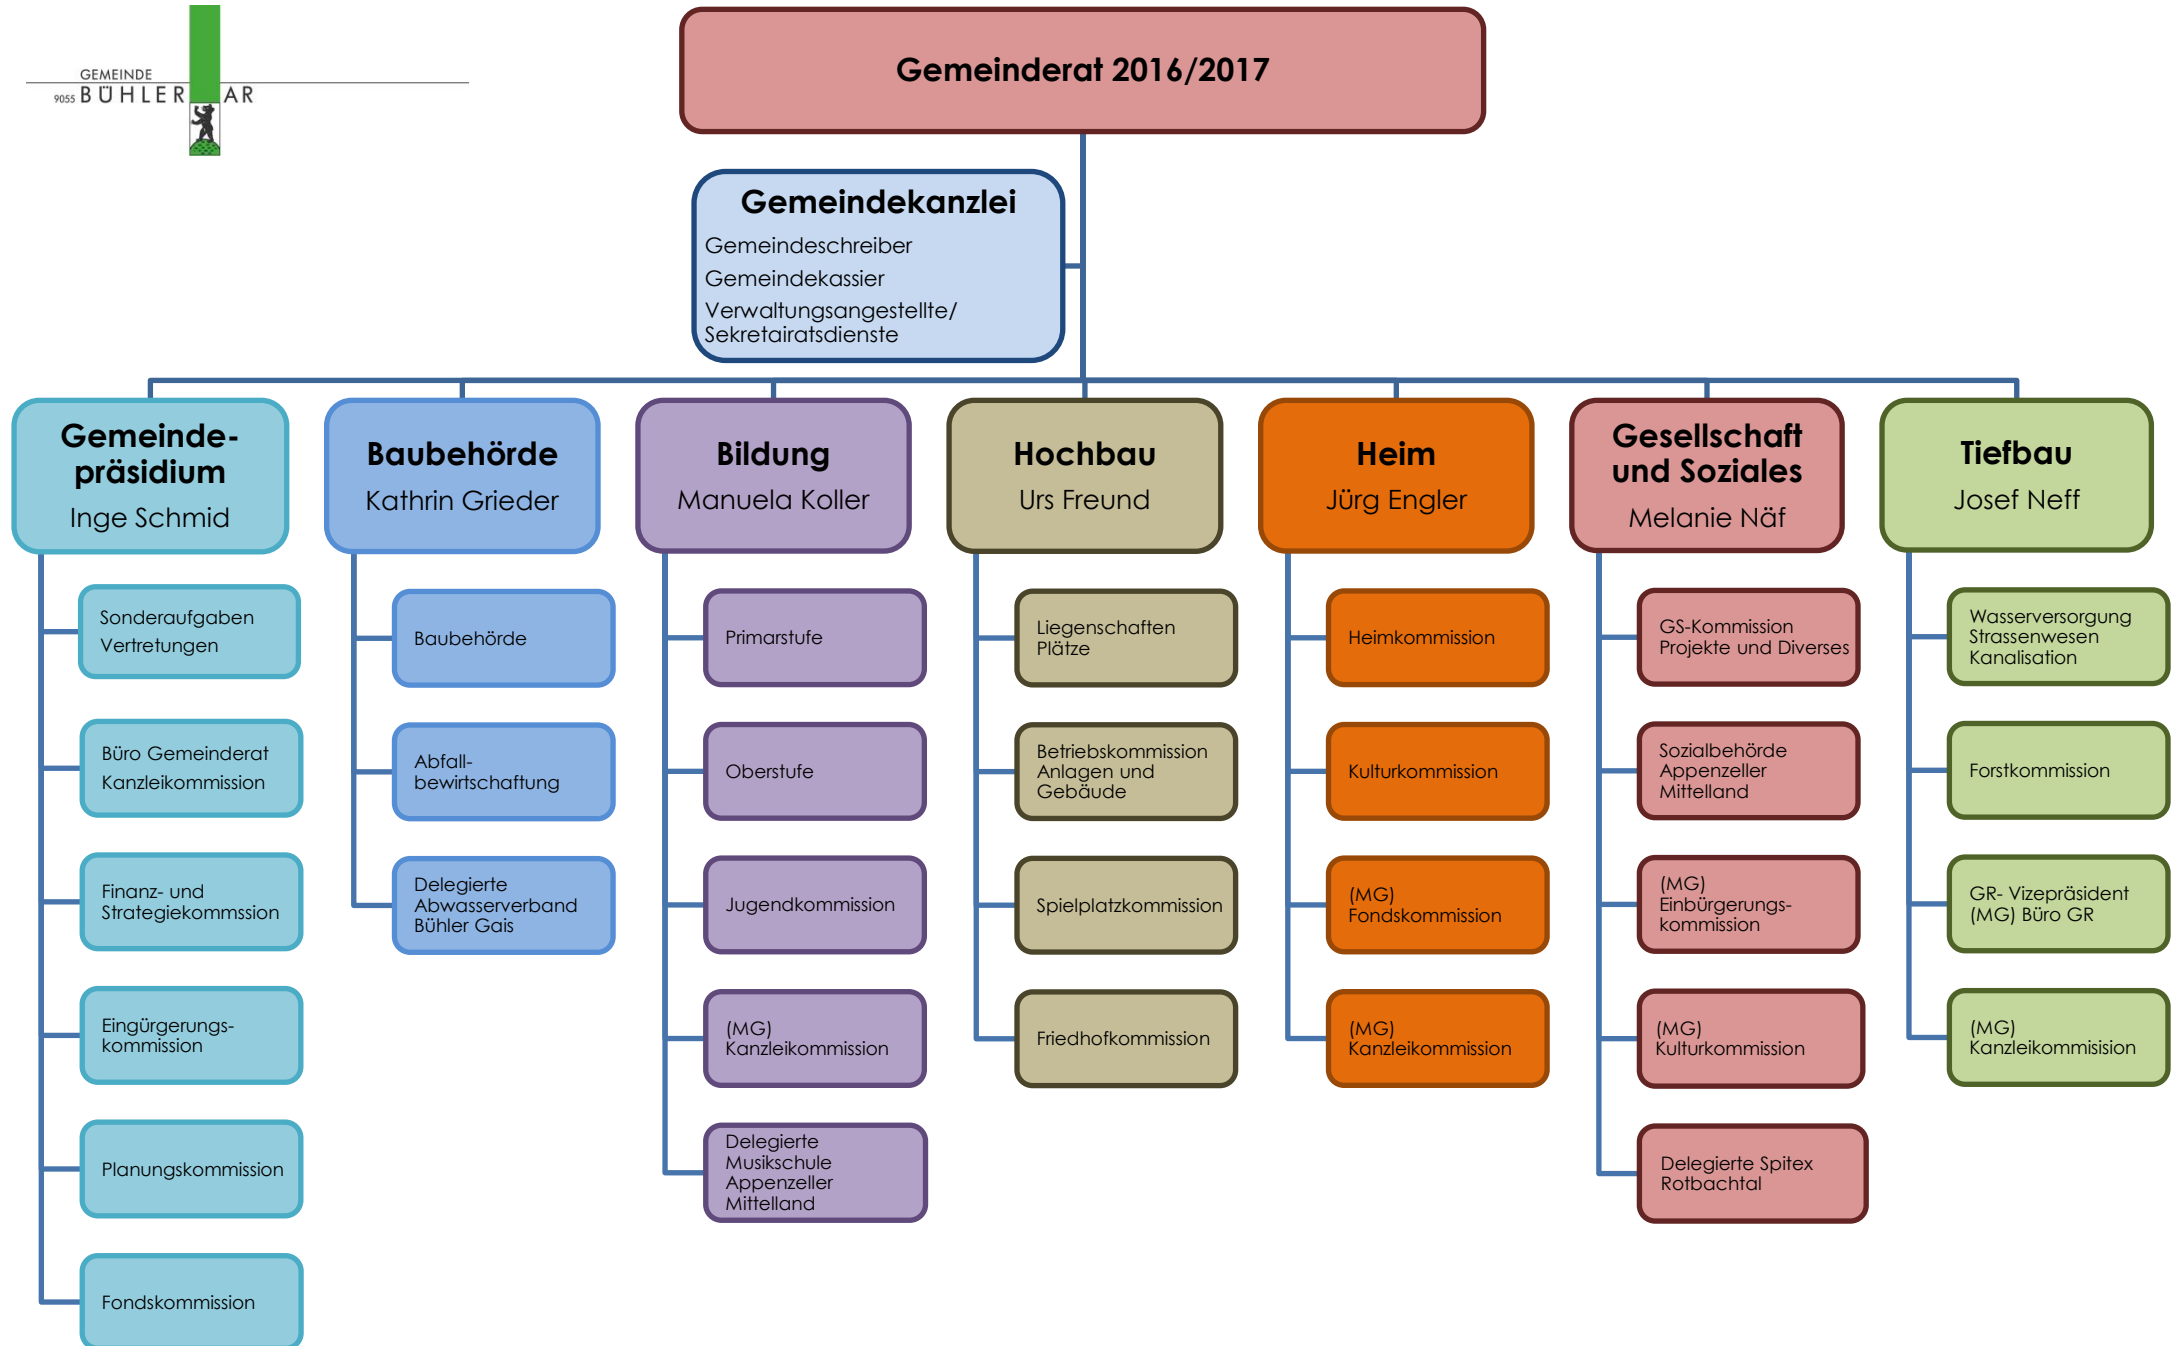 GEMEINDE
9055 BÜHLER AR
Gemeinderat 2016/2017
Gemeindekanzlei
Gemeindeschreiber
Gemeindekassier
Verwaltungsangestellte/
Sekretairatsdienste
Gemeinde-
präsidium
Inge Schmid
Sonderaufgaben
Vertretungen
Büro Gemeinderat
Kanzleikommission
Finanz- und
Strategiekommssion
Eingürgerungs-
kommission
Planungskommission
Fondskommission
Baubehörde
Kathrin Grieder
Baubehörde
Abfall-
bewirtschaftung
Delegierte
Abwasserverband
Bühler Gais
Bildung
Manuela Koller
Primarstufe
Oberstufe
Jugendkommission
(MG)
Kanzleikommission
Delegierte
Musikschule
Appenzeller
Mittelland
Hochbau
Urs Freund
Liegenschaften
Plätze
Betriebskommission
Anlagen und
Gebäude
Spielplatzkommission
Friedhofkommission
Heim
Jürg Engler
Heimkommission
Kulturkommission
(MG)
Fondskommission
(MG)
Kanzleikommission
Gesellschaft
und Soziales
Melanie Näf
GS-Kommission
Projekte und Diverses
Sozialbehörde
Appenzeller
Mittelland
(MG)
Einbürgerungs-
kommission
(MG)
Kulturkommission
Delegierte Spitex
Rotbachtal
Tiefbau
Josef Neff
Wasserversorgung
Strassenwesen
Kanalisation
Forstkommission
GR- Vizepräsident
(MG) Büro GR
(MG)
Kanzleikommisision